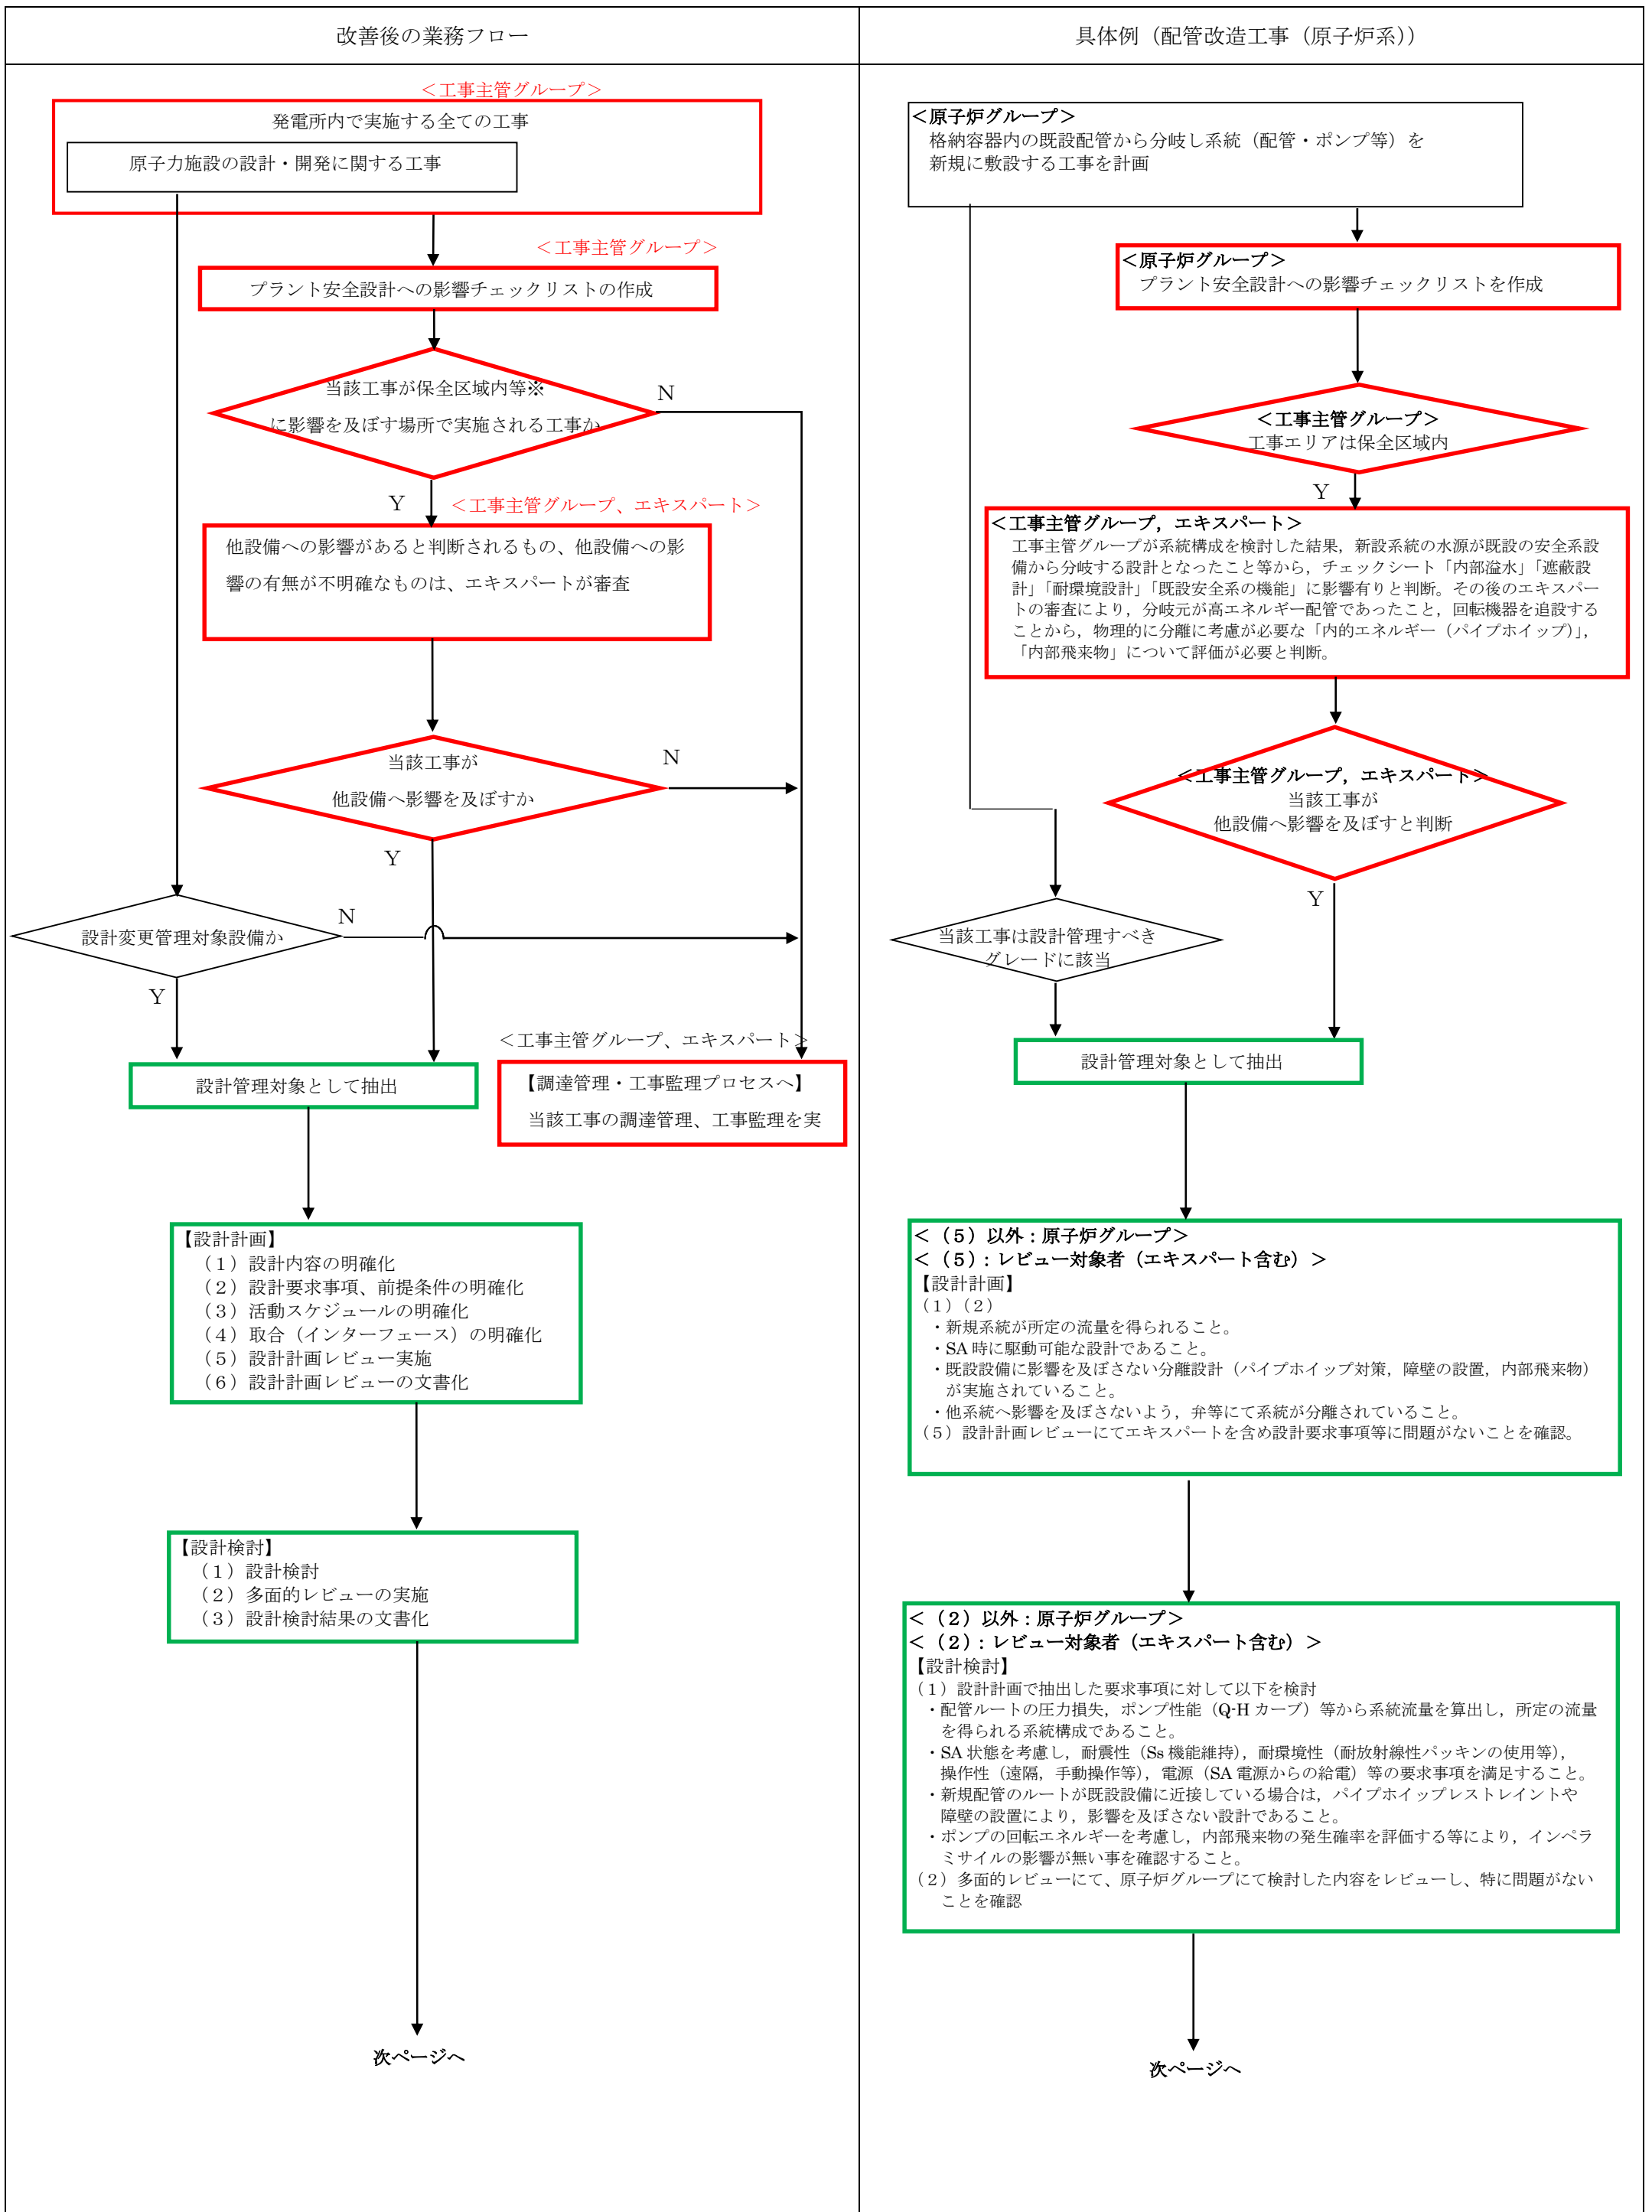 改善後の業務フロー
＜工事主管グループ＞
発電所内で実施する全ての工事
原子力施設の設計・開発に関する工事
＜工事主管グループ＞
プラント安全設計への影響チェックリストの作成
当該工事が保全区域内等※
に影響を及ぼす場所で実施される工事か
N
Y
＜工事主管グループ、エキスパート＞
他設備への影響があると判断されるもの、他設備への影
響の有無が不明確なものは、エキスパートが審査
当該工事が
他設備へ影響を及ぼすか
N
Y
設計変更管理対象設備か
N
Y
＜工事主管グループ、エキスパート＞
設計管理対象として抽出
【調達管理・工事監理プロセスへ】
当該工事の調達管理、工事監理を実
【設計計画】
（１）設計内容の明確化
（２）設計要求事項、前提条件の明確化
（３）活動スケジュールの明確化
（４）取合（インターフェース）の明確化
（５）設計計画レビュー実施
（６）設計計画レビューの文書化
【設計検討】
（１）設計検討
（２）多面的レビューの実施
（３）設計検討結果の文書化
次ページへ
具体例（配管改造工事（原子炉系））
＜原子炉グループ＞
格納容器内の既設配管から分岐し系統（配管・ポンプ等）を
新規に敷設する工事を計画
＜原子炉グループ＞
プラント安全設計への影響チェックリストを作成
＜工事主管グループ＞
工事エリアは保全区域内
Y
＜工事主管グループ，エキスパート＞
工事主管グループが系統構成を検討した結果，新設系統の水源が既設の安全系設
備から分岐する設計となったこと等から，チェックシート「内部溢水」「遮蔽設
計」「耐環境設計」「既設安全系の機能」に影響有りと判断。その後のエキスパー
トの審査により，分岐元が高エネルギー配管であったこと，回転機器を追設する
ことから，物理的に分離に考慮が必要な「内的エネルギー（パイプホイップ）」，
「内部飛来物」について評価が必要と判断。
＜工事主管グループ，エキスパート＞
当該工事が
他設備へ影響を及ぼすと判断
Y
当該工事は設計管理すべき
グレードに該当
設計管理対象として抽出
＜（５）以外：原子炉グループ＞
＜（５）：レビュー対象者（エキスパート含む）＞
【設計計画】
（１）（２）
・新規系統が所定の流量を得られること。
・SA 時に駆動可能な設計であること。
・既設設備に影響を及ぼさない分離設計（パイプホイップ対策，障壁の設置，内部飛来物）
が実施されていること。
・他系統へ影響を及ぼさないよう，弁等にて系統が分離されていること。
（５）設計計画レビューにてエキスパートを含め設計要求事項等に問題がないことを確認。
＜（２）以外：原子炉グループ＞
＜（２）：レビュー対象者（エキスパート含む）＞
【設計検討】
（１）設計計画で抽出した要求事項に対して以下を検討
・配管ルートの圧力損失，ポンプ性能（Q-H カーブ）等から系統流量を算出し，所定の流量
を得られる系統構成であること。
・SA 状態を考慮し，耐震性（Ss 機能維持），耐環境性（耐放射線性パッキンの使用等），
操作性（遠隔，手動操作等），電源（SA 電源からの給電）等の要求事項を満足すること。
・新規配管のルートが既設設備に近接している場合は，パイプホイップレストレイントや
障壁の設置により，影響を及ぼさない設計であること。
・ポンプの回転エネルギーを考慮し，内部飛来物の発生確率を評価する等により，インペラ
ミサイルの影響が無い事を確認すること。
（２）多面的レビューにて、原子炉グループにて検討した内容をレビューし、特に問題がない
ことを確認
次ページへ